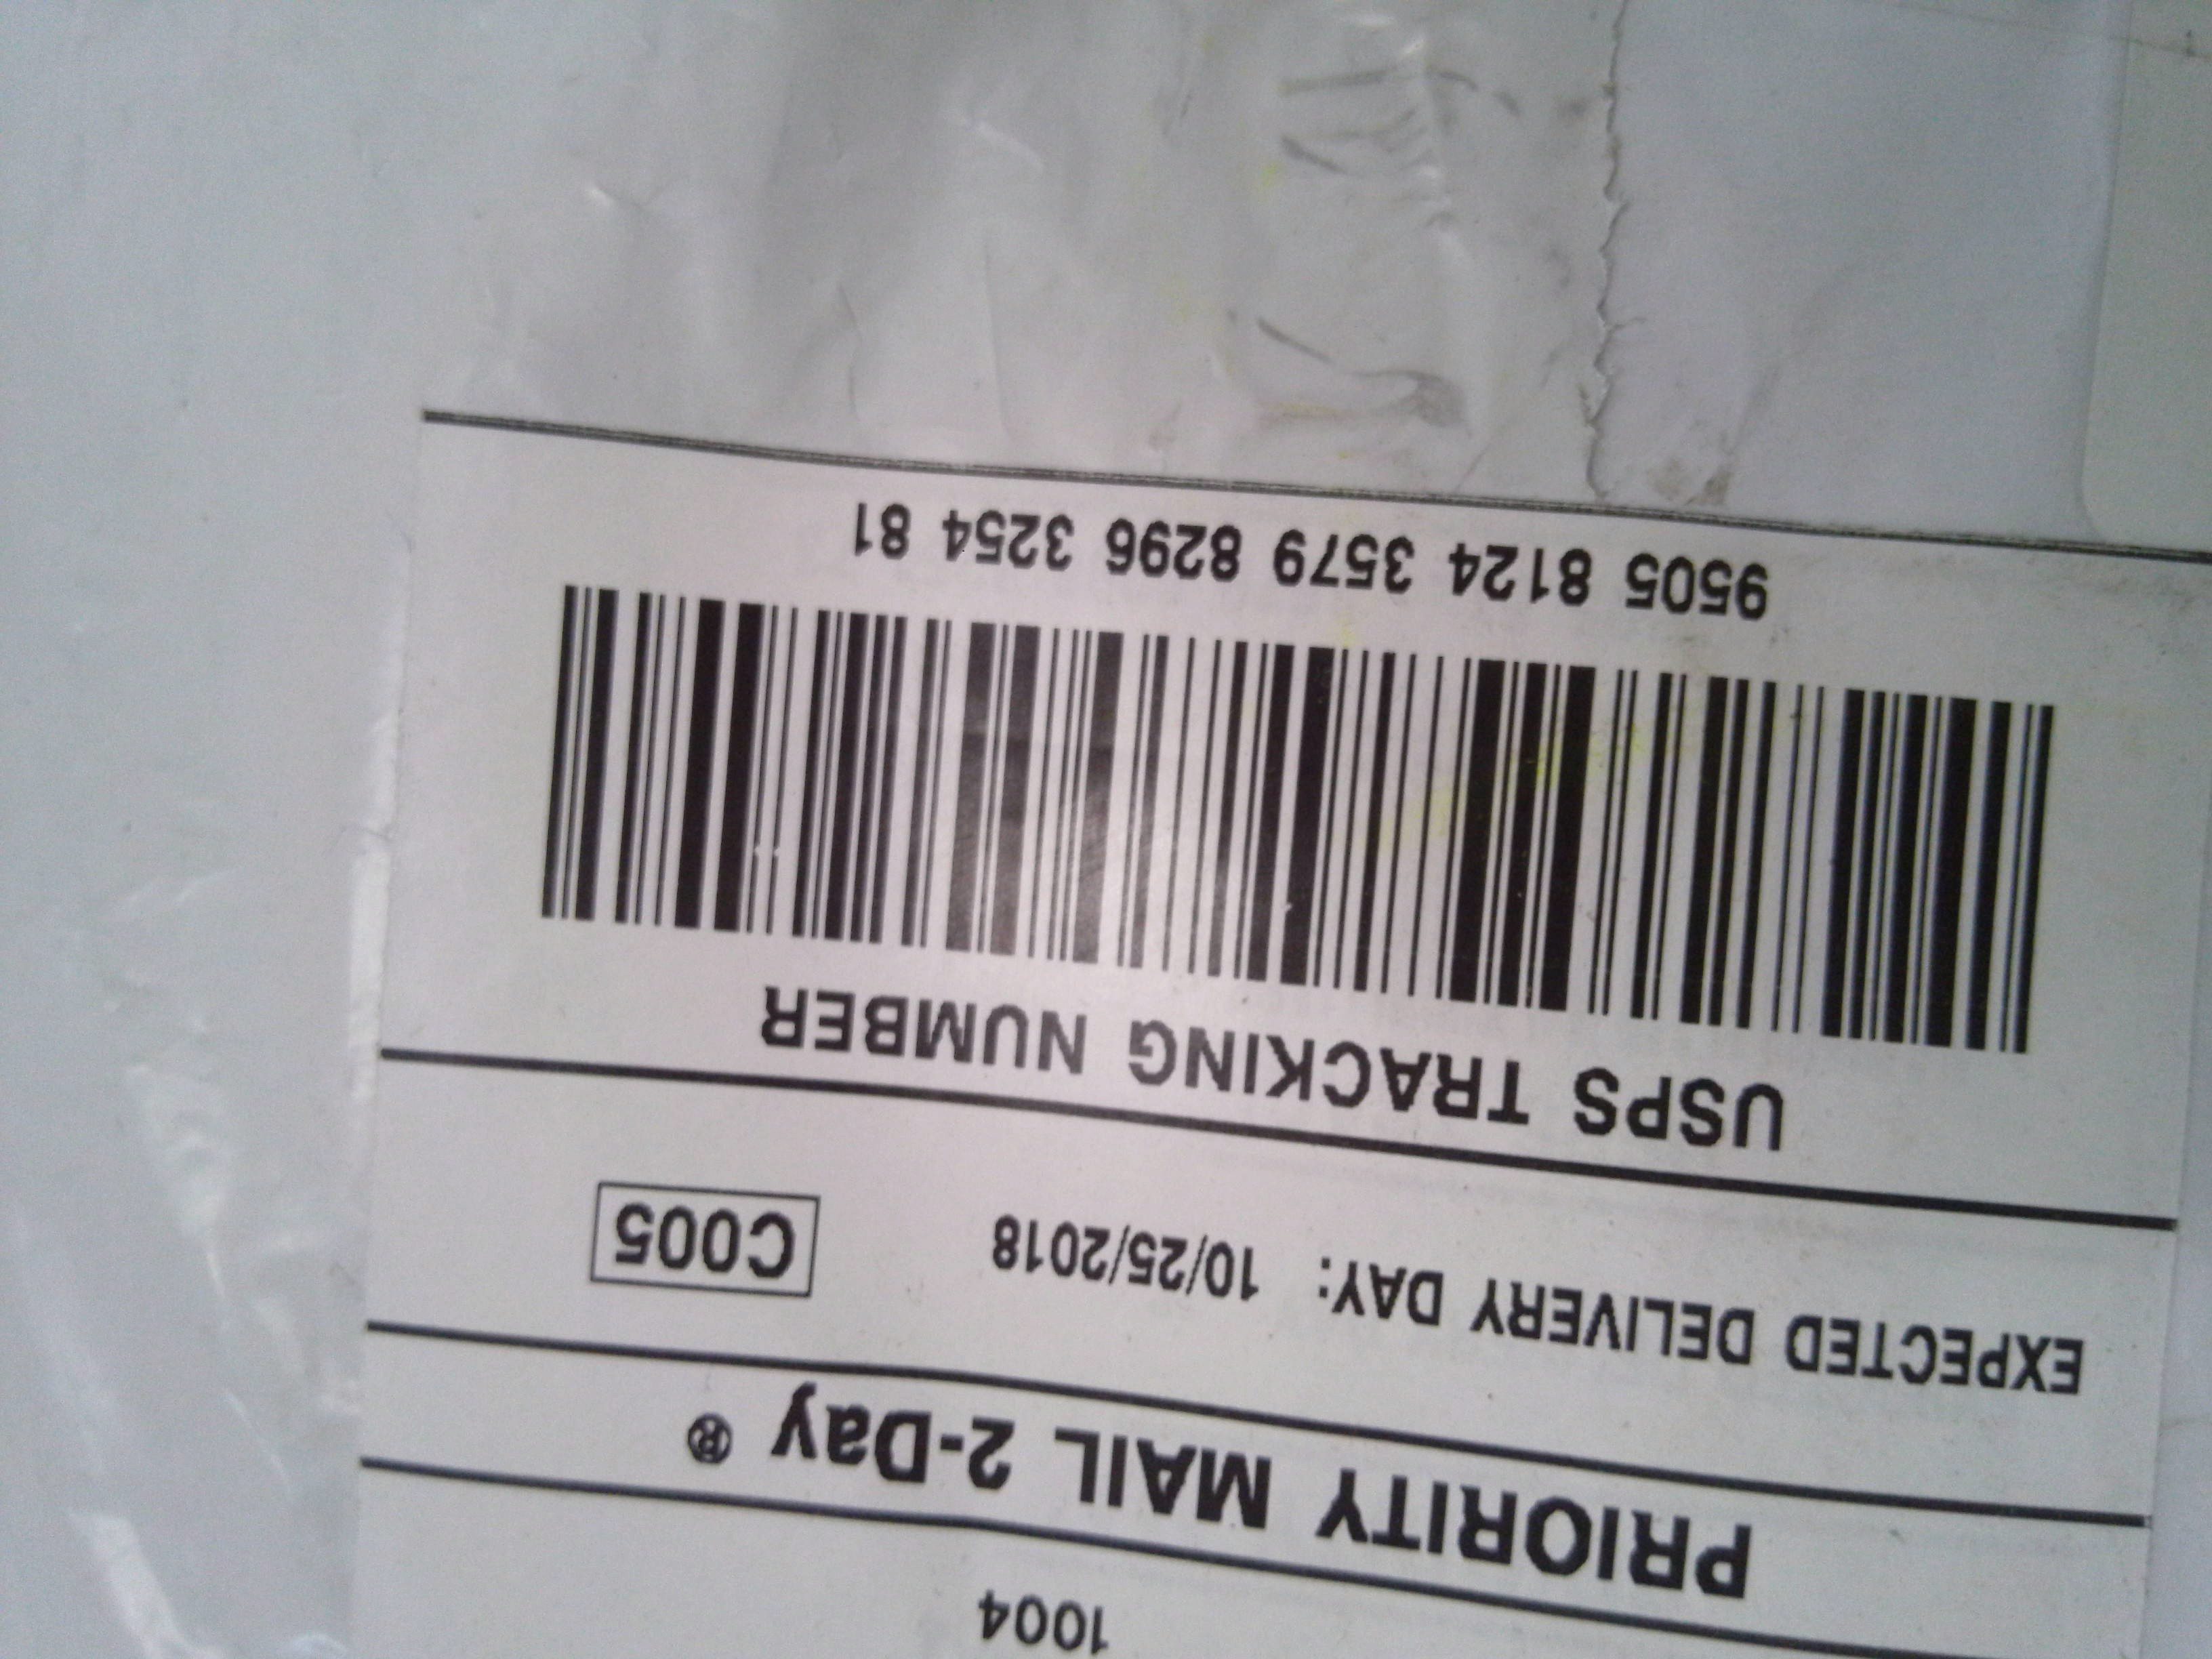 1004
PRIORITY MAIL 2-Day ®
EXPECTED DELIVERY DAY: 10/25/2018
C005
USPS TRACKING NUMBER
9505 8124 3579 8296 3254 81